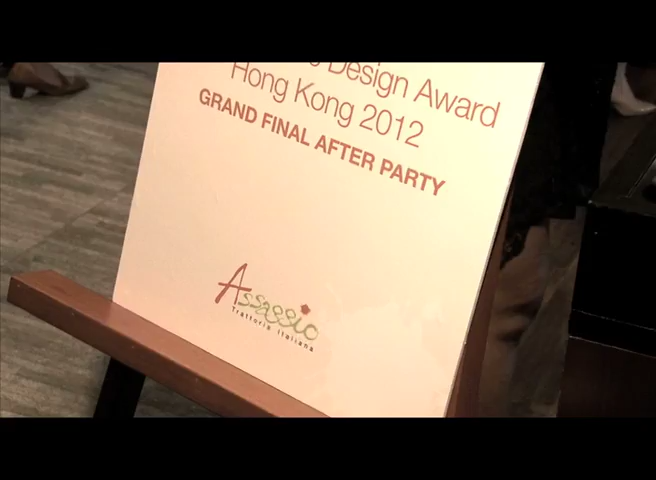 Design Award
Hong Kong 2012
GRAND FINAL AFTER PARTY
Assaggio
Trattoria Italiana